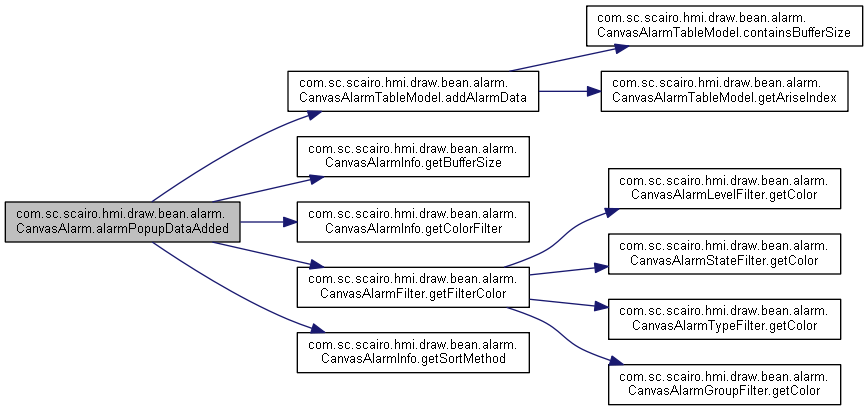 com.sc.scairo.hmi.draw.bean.alarm.
CanvasAlarm.alarmPopupDataAdded
com.sc.scairo.hmi.draw.bean.alarm.
CanvasAlarmTableModel.addAlarmData
com.sc.scairo.hmi.draw.bean.alarm.
CanvasAlarmTableModel.containsBufferSize
com.sc.scairo.hmi.draw.bean.alarm.
CanvasAlarmTableModel.getAriseIndex
com.sc.scairo.hmi.draw.bean.alarm.
CanvasAlarmInfo.getBufferSize
com.sc.scairo.hmi.draw.bean.alarm.
CanvasAlarmInfo.getColorFilter
com.sc.scairo.hmi.draw.bean.alarm.
CanvasAlarmFilter.getFilterColor
com.sc.scairo.hmi.draw.bean.alarm.
CanvasAlarmLevelFilter.getColor
com.sc.scairo.hmi.draw.bean.alarm.
CanvasAlarmStateFilter.getColor
com.sc.scairo.hmi.draw.bean.alarm.
CanvasAlarmTypeFilter.getColor
com.sc.scairo.hmi.draw.bean.alarm.
CanvasAlarmGroupFilter.getColor
com.sc.scairo.hmi.draw.bean.alarm.
CanvasAlarmInfo.getSortMethod